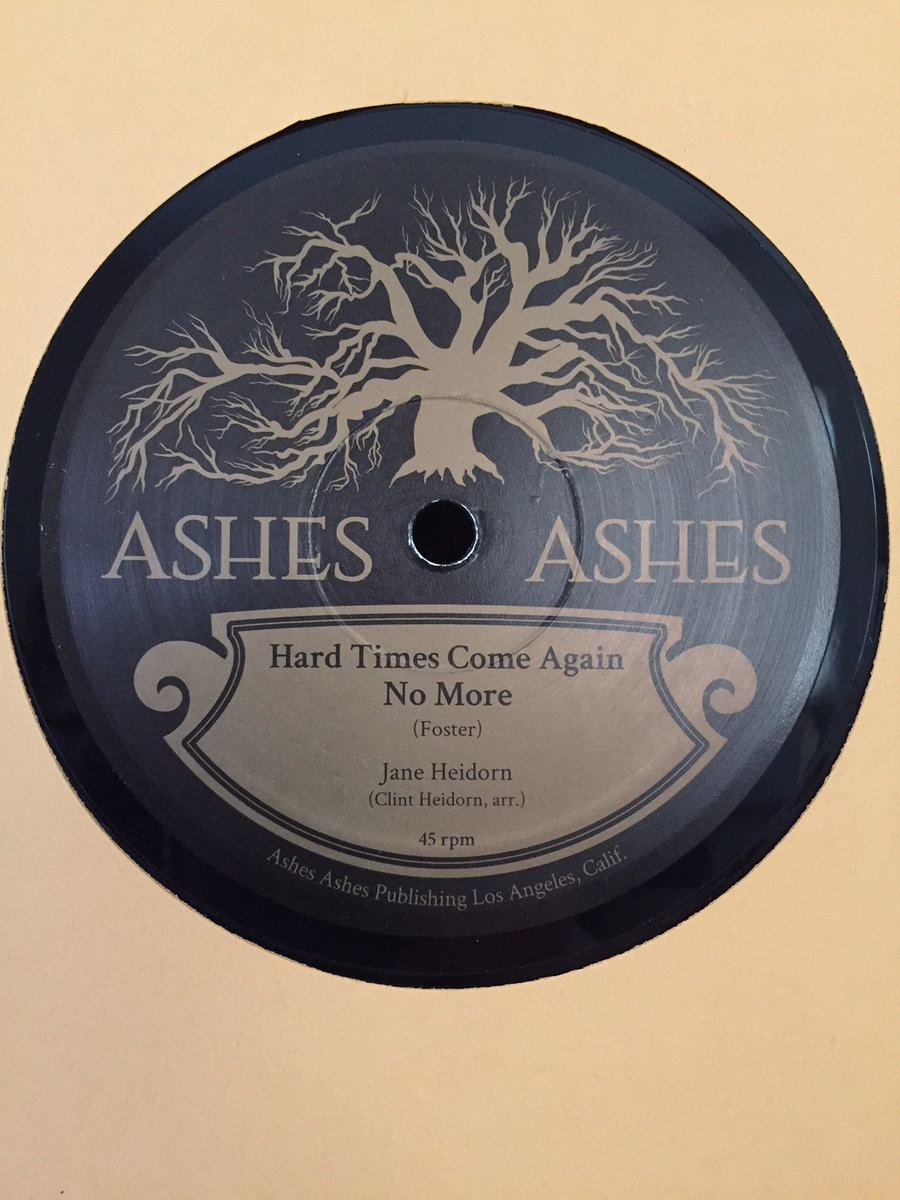 ASHES ASHES
Hard Times Come Again
No More
(Foster)
Jane Heidorn
(Clint Heidorn, arr.)
45 rpm
Ashes Ashes Publishing Los Angeles, Calif.